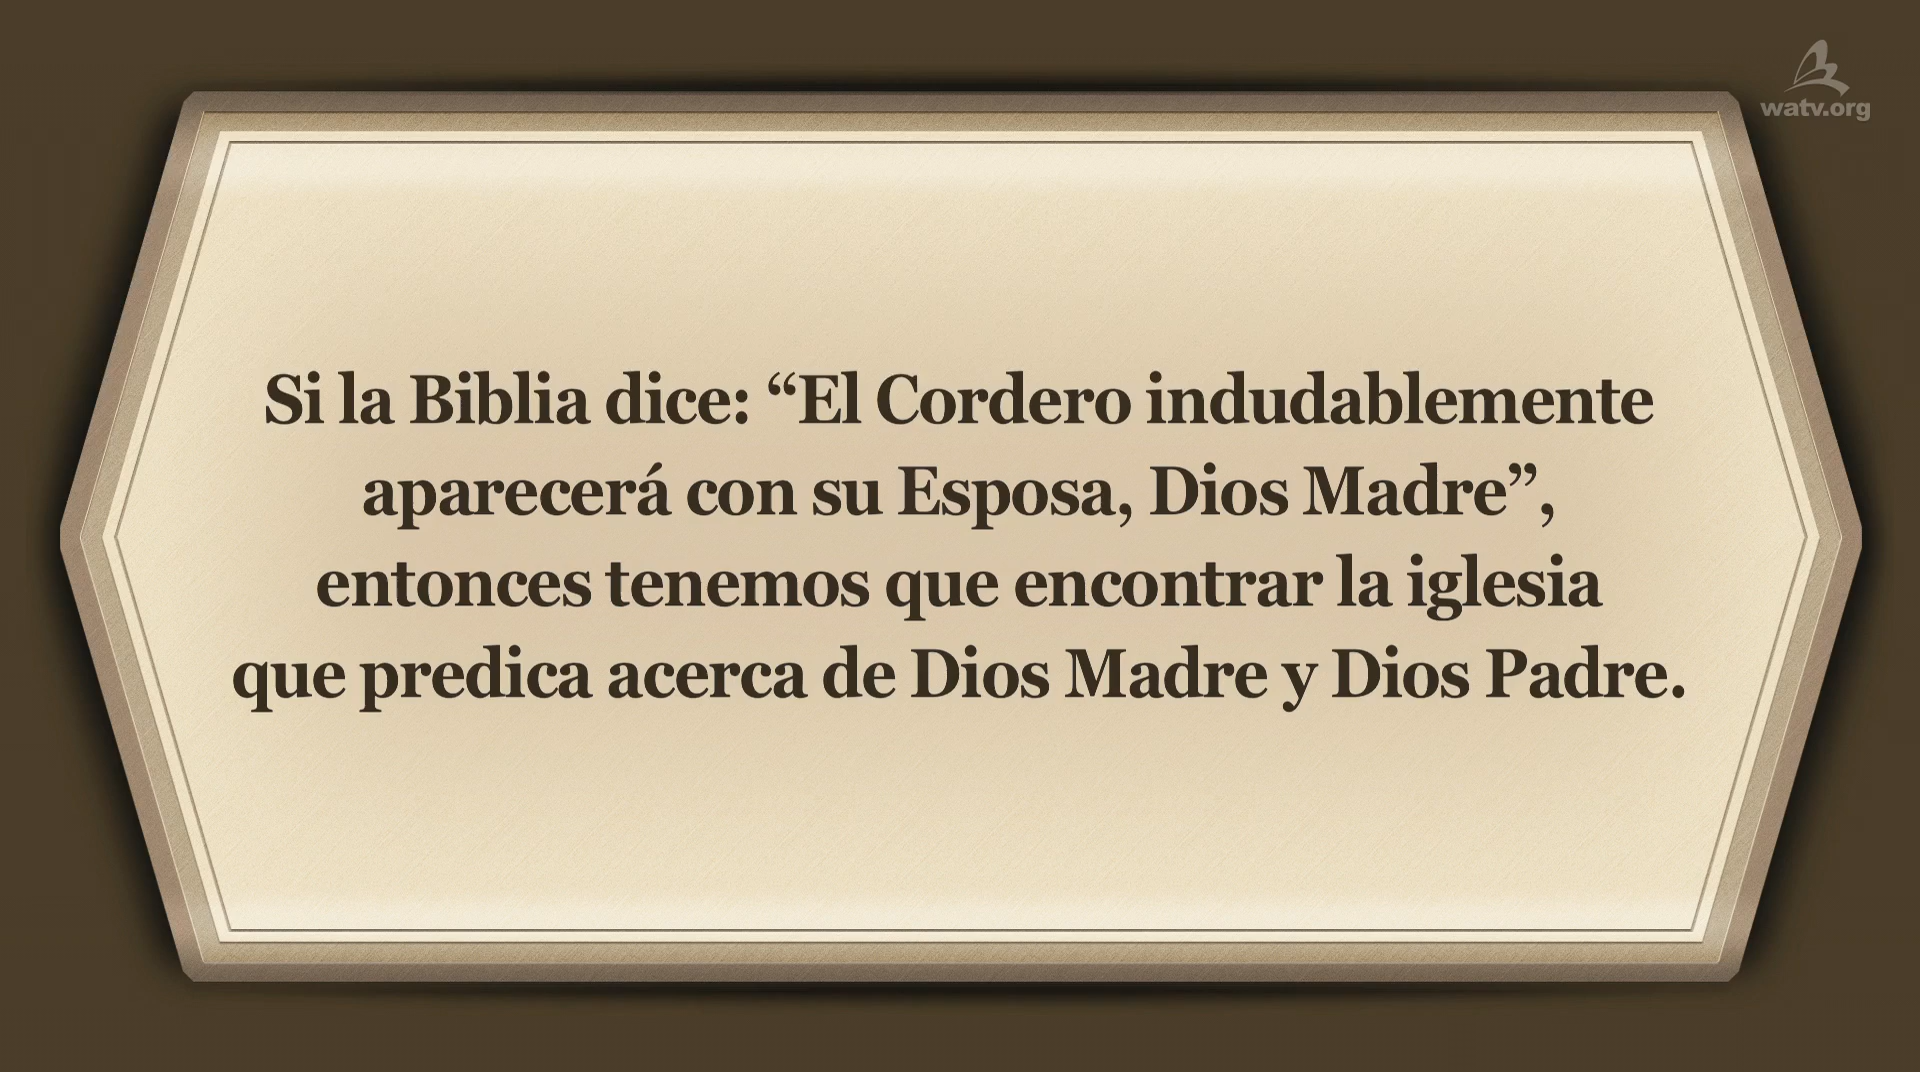 watv.org
Si la Biblia dice: “El Cordero indudablemente
aparecerá con su Esposa, Dios Madre”,
entonces tenemos que encontrar la iglesia
que predica acerca de Dios Madre y Dios Padre.